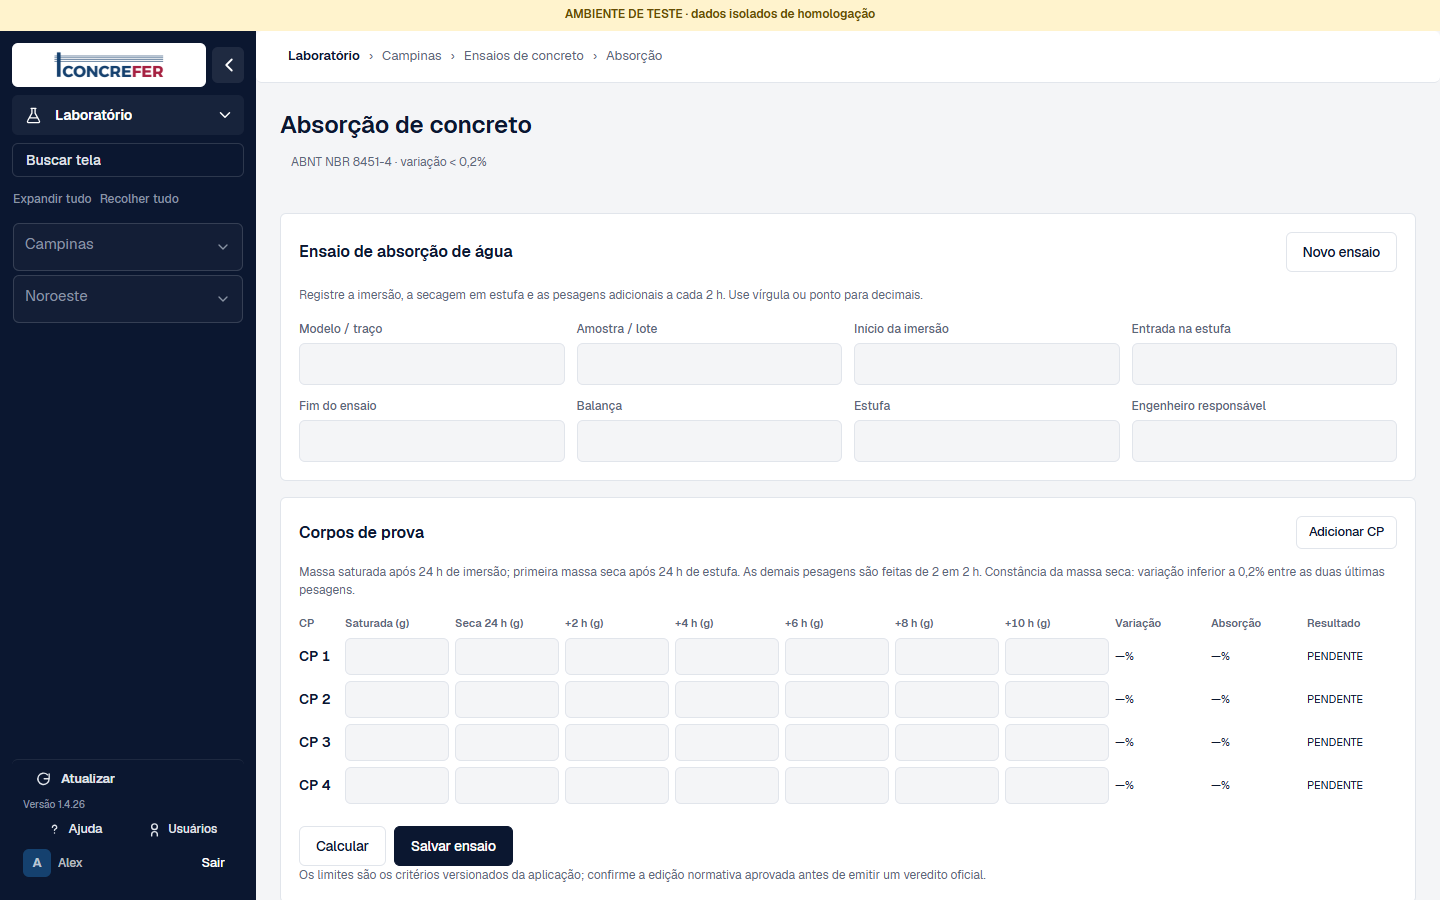 AMBIENTE DE TESTE · dados isolados de homologação
CONCREFER
Laboratório
Buscar tela
Expandir tudo Recolher tudo
Campinas
Noroeste
Atualizar
Versão 1.4.26
? Ajuda
Usuários
A Alex
Sair
Laboratório › Campinas › Ensaios de concreto › Absorção
Absorção de concreto
ABNT NBR 8451-4 · variação < 0,2%
Ensaio de absorção de água
Novo ensaio
Registre a imersão, a secagem em estufa e as pesagens adicionais a cada 2 h. Use vírgula ou ponto para decimais.
Modelo / traço Amostra / lote Início da imersão Entrada na estufa
Fim do ensaio Balança Estufa Engenheiro responsável
Corpos de prova
Adicionar CP
Massa saturada após 24 h de imersão; primeira massa seca após 24 h de estufa. As demais pesagens são feitas de 2 em 2 h. Constância da massa seca: variação inferior a 0,2% entre as duas últimas
pesagens.
CP Saturada (g) Seca 24 h (g) +2 h (g) +4 h (g) +6 h (g) +8 h (g) +10 h (g) Variação Absorção Resultado
CP 1 —% —% PENDENTE
CP 2 —% —% PENDENTE
CP 3 —% —% PENDENTE
CP 4 —% —% PENDENTE
Calcular Salvar ensaio
Os limites são os critérios versionados da aplicação; confirme a edição normativa aprovada antes de emitir um veredito oficial.